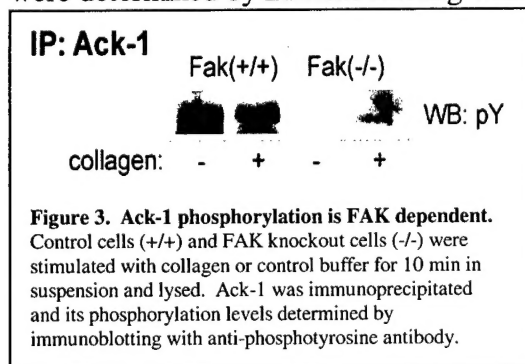 IP: Ack-1
Fak(+/+) Fak(-/-)
WB: pY
collagen: - + - +
Figure 3. Ack-1 phosphorylation is FAK dependent.
Control cells (+/+) and FAK knockout cells (-/-) were
stimulated with collagen or control buffer for 10 min in
suspension and lysed. Ack-1 was immunoprecipitated
and its phosphorylation levels determined by
immunoblotting with anti-phosphotyrosine antibody.